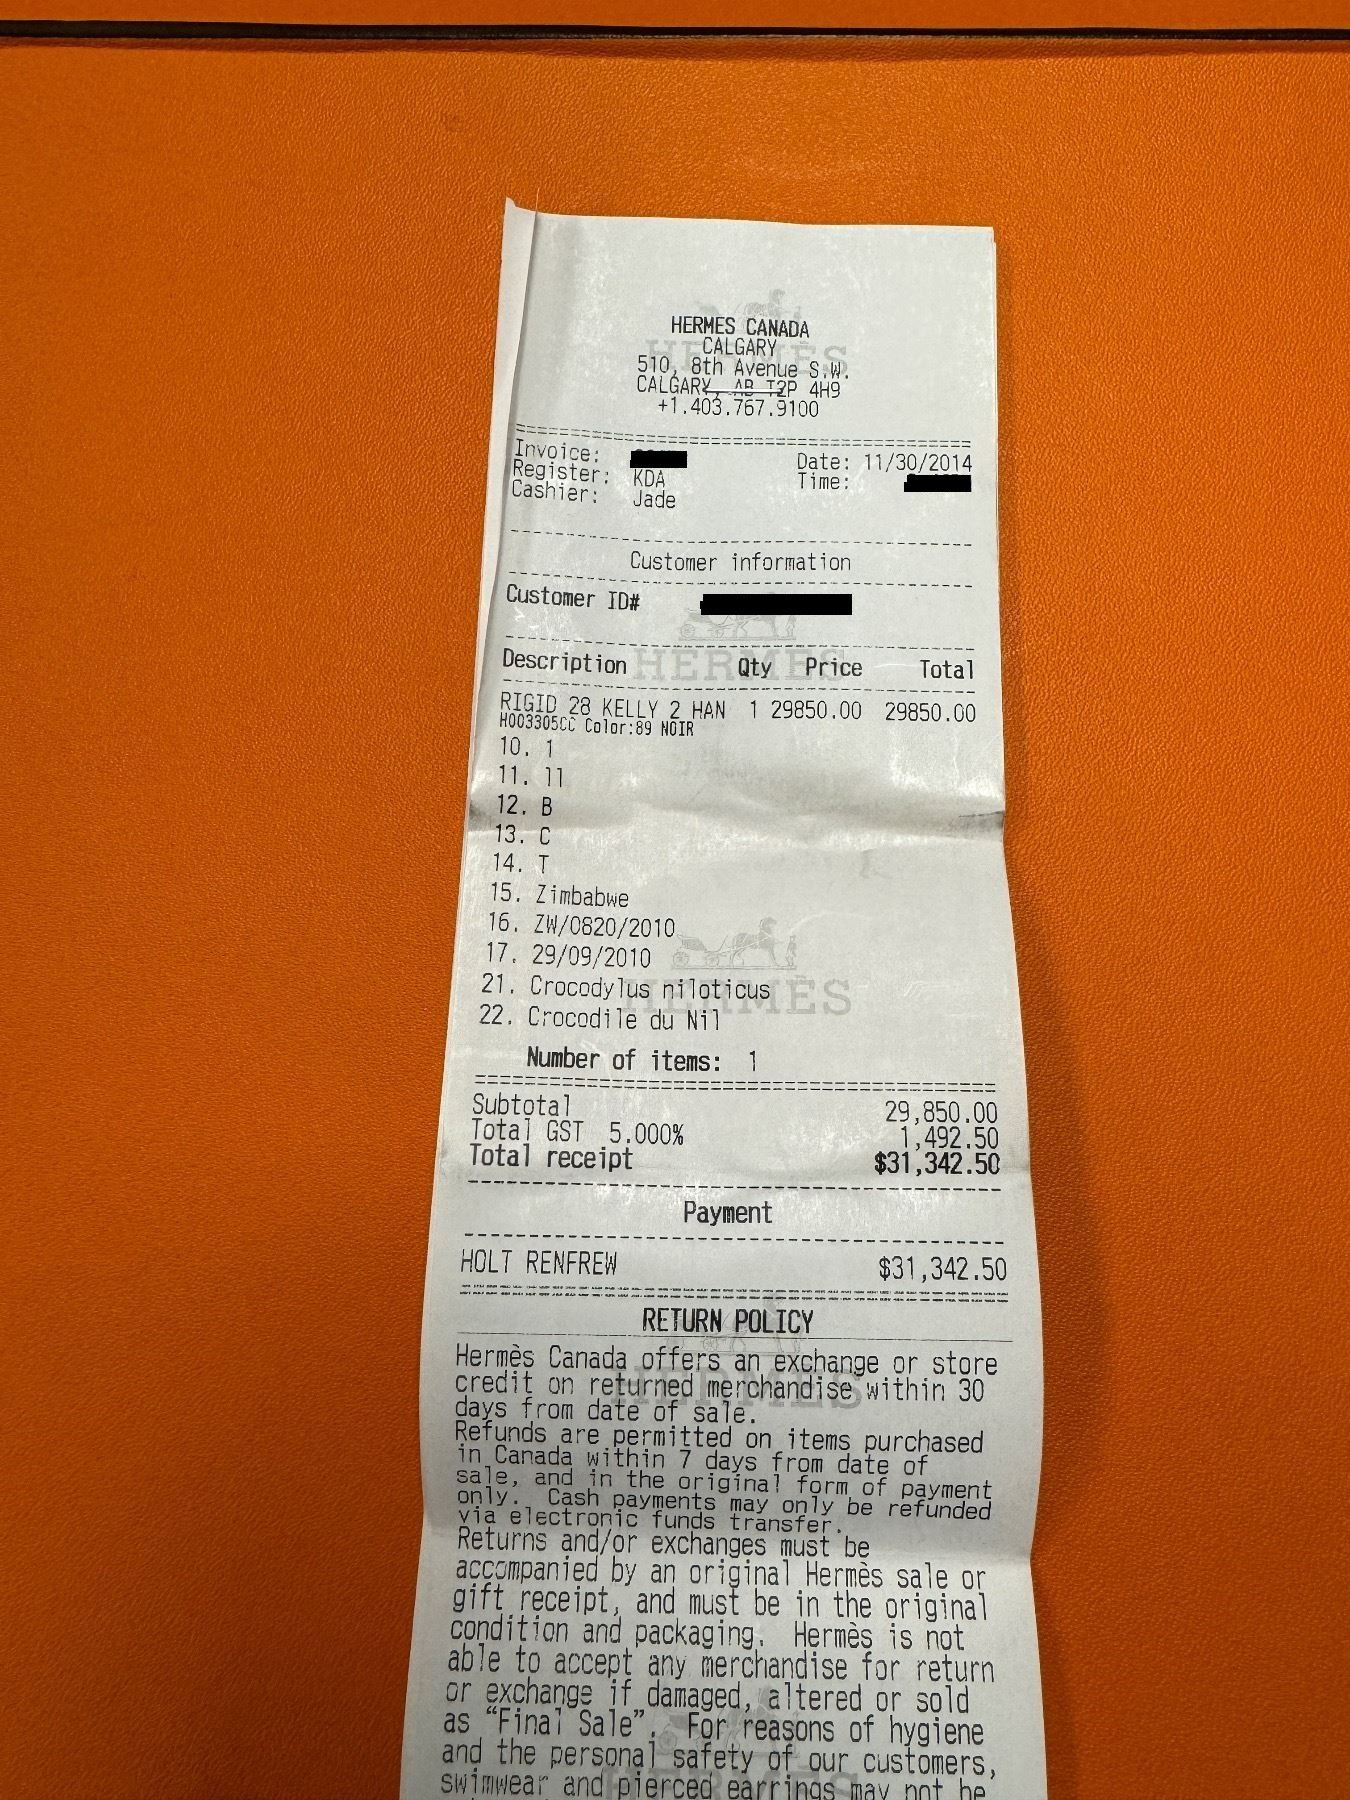 HERMES CANADA
CALGARY
510, 8th Avenue S.W.
CALGARY, AB T2P 4H9
+1.403.767.9100
Invoice:
Date: 11/30/2014
Register: KDA
Time:
Cashier: Jade
Customer information
Customer ID#
HERMÈS
Description Qty Price Total
RIGID 28 KELLY 2 HAN 1 29850.00 29850.00
H003305CC Color:89 NOIR
10. 1
11. 11
12. B
13. C
14. T
15. Zimbabwe
16. ZW/0820/2010
17. 29/09/2010
21. Crocodylus niloticus
HERMÈS
22. Crocodile du Nil
Number of items: 1
Subtotal 29,850.00
Total GST 5.000% 1,492.50
Total receipt $31,342.50
Payment
HOLT RENFREW $31,342.50
RETURN POLICY
Hermès Canada offers an exchange or store
credit on returned merchandise within 30
days from date of sale.
Refunds are permitted on items purchased
in Canada within 7 days from date of
sale, and in the original form of payment
only. Cash payments may only be refunded
via electronic funds transfer.
Returns and/or exchanges must be
accompanied by an original Hermès sale or
gift receipt, and must be in the original
condition and packaging. Hermès is not
able to accept any merchandise for return
or exchange if damaged, altered or sold
as “Final Sale”. For reasons of hygiene
and the personal safety of our customers,
swimwear and pierced earrings may not be